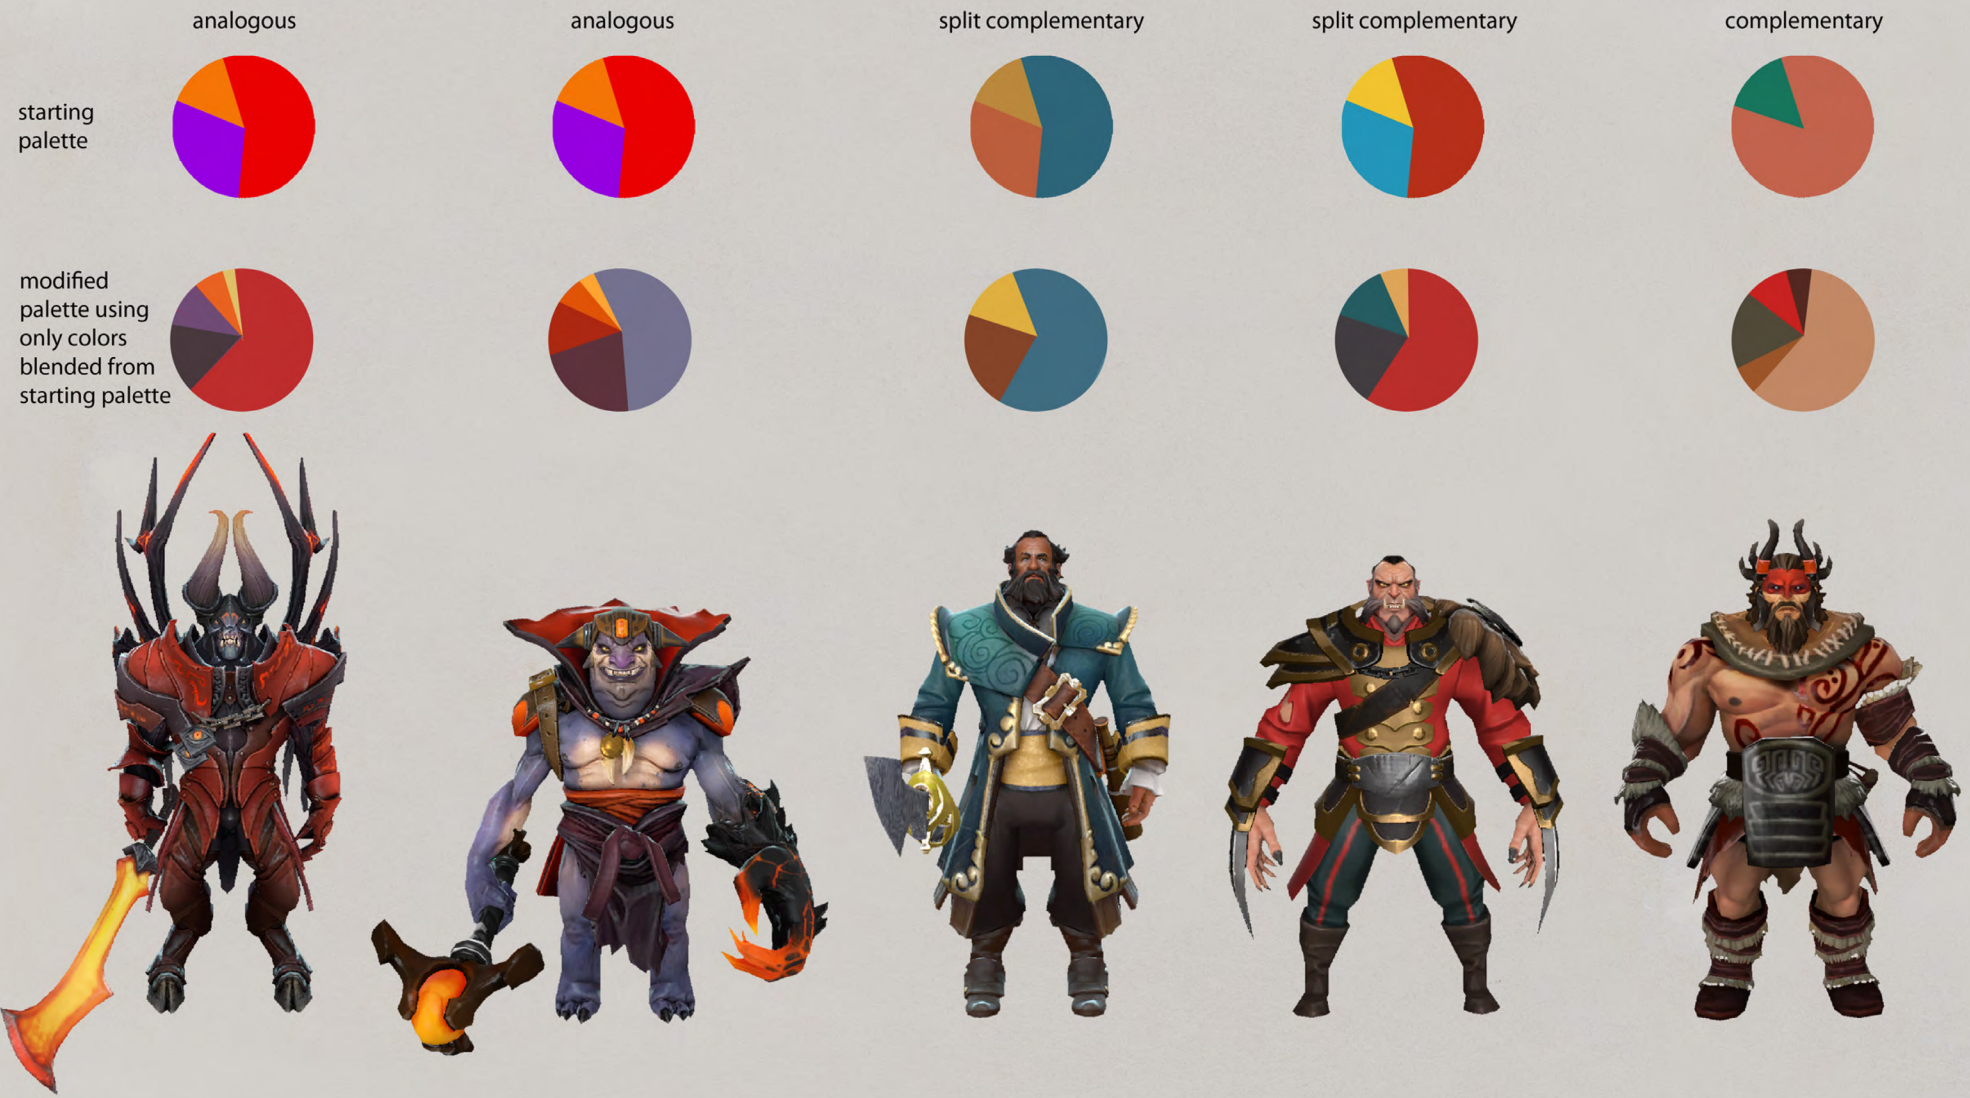 analogous
analogous
split complementary
split complementary
complementary
starting
palette
modified
palette using
only colors
blended from
starting palette